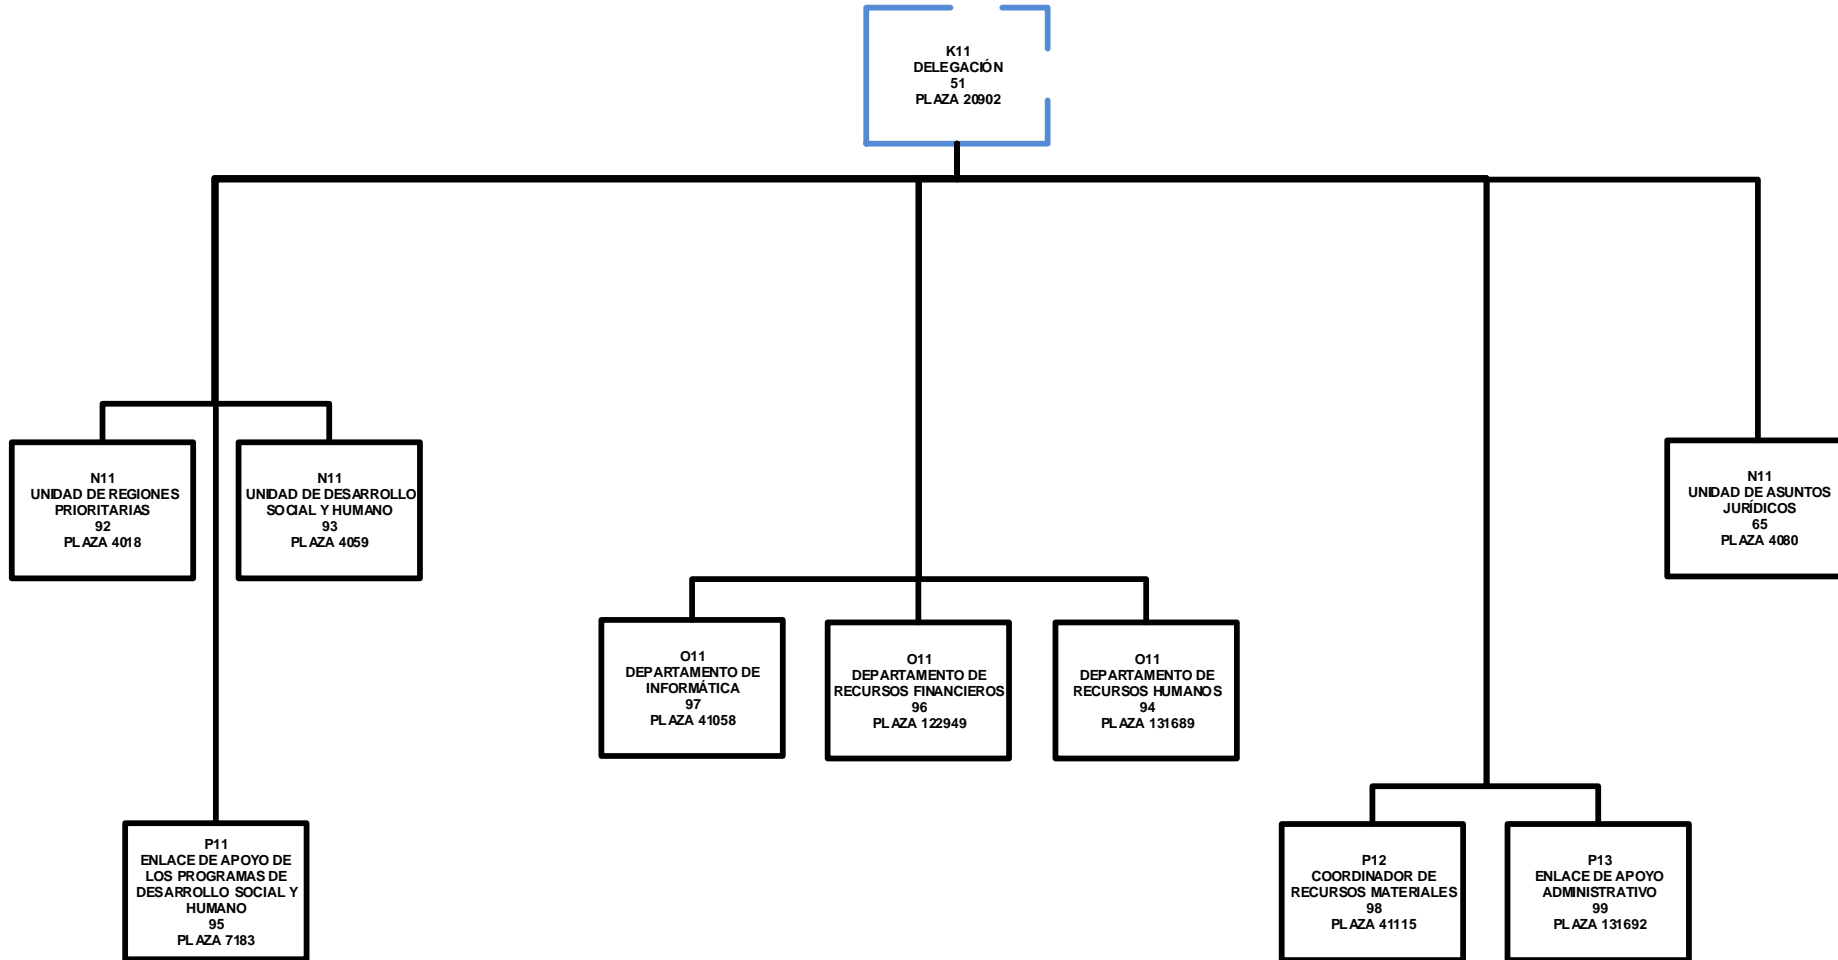 K11
DELEGACIÓN
51
PLAZA 20902
N11
UNIDAD DE REGIONES
PRIORITARIAS
92
PLAZA 4018
N11
UNIDAD DE DESARROLLO
SOCIAL Y HUMANO
93
PLAZA 4059
N11
UNIDAD DE ASUNTOS
JURÍDICOS
65
PLAZA 4080
O11
DEPARTAMENTO DE
INFORMÁTICA
97
PLAZA 41058
O11
DEPARTAMENTO DE
RECURSOS FINANCIEROS
96
PLAZA 122949
O11
DEPARTAMENTO DE
RECURSOS HUMANOS
94
PLAZA 131689
P11
ENLACE DE APOYO DE
LOS PROGRAMAS DE
DESARROLLO SOCIAL Y
HUMANO
95
PLAZA 7183
P12
COORDINADOR DE
RECURSOS MATERIALES
98
PLAZA 41115
P13
ENLACE DE APOYO
ADMINISTRATIVO
99
PLAZA 131692